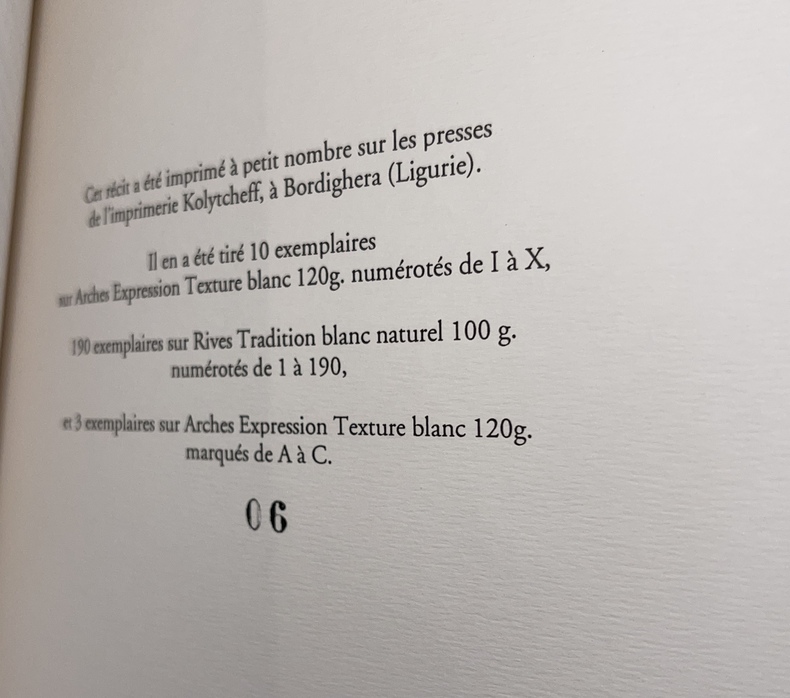 Cet récit a été imprimé à petit nombre sur les presses
de l'imprimerie Kolytcheff, à Bordighera (Ligurie).
Il en a été tiré 10 exemplaires
sur Arches Expression Texture blanc 120g. numérotés de I à X,
190 exemplaires sur Rives Tradition blanc naturel 100 g.
numérotés de 1 à 190,
et 3 exemplaires sur Arches Expression Texture blanc 120g.
marqués de A à C.
06